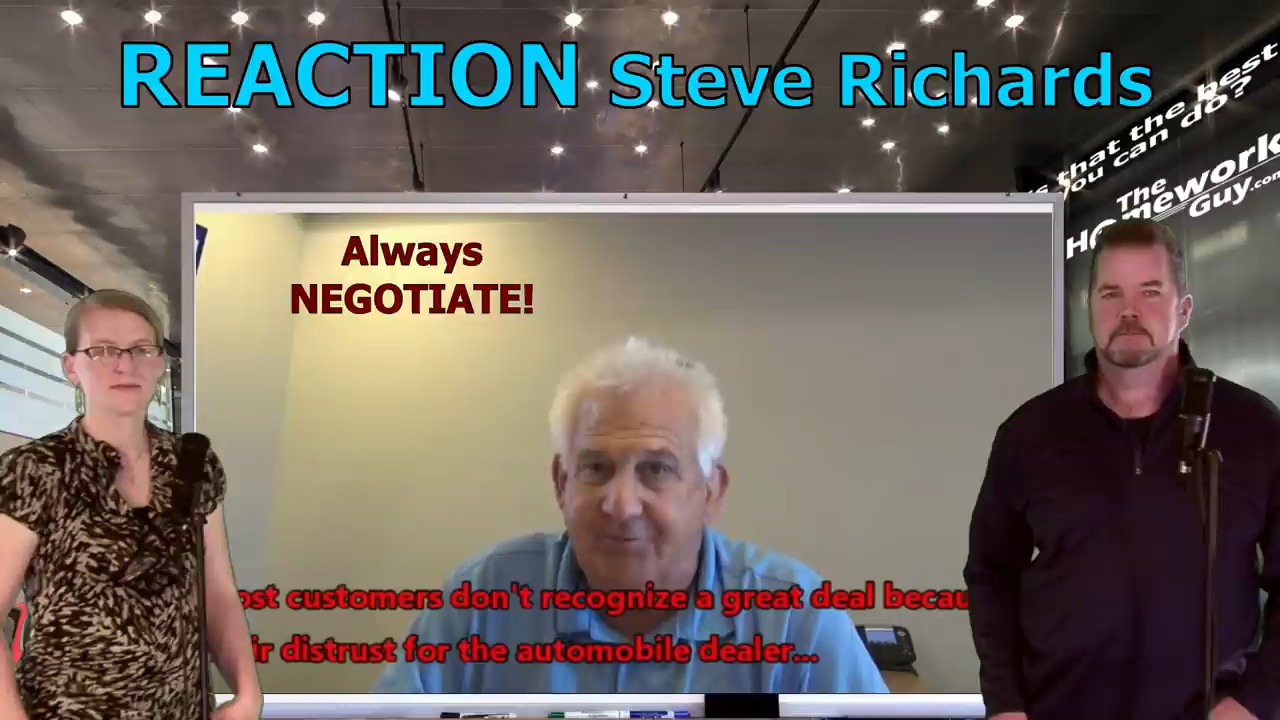 REACTION Steve Richards
that the best
you can do?
The
Homework
Guy.com
Always
NEGOTIATE!
customers don't recognize a great deal
distrust for the automobile dealer...